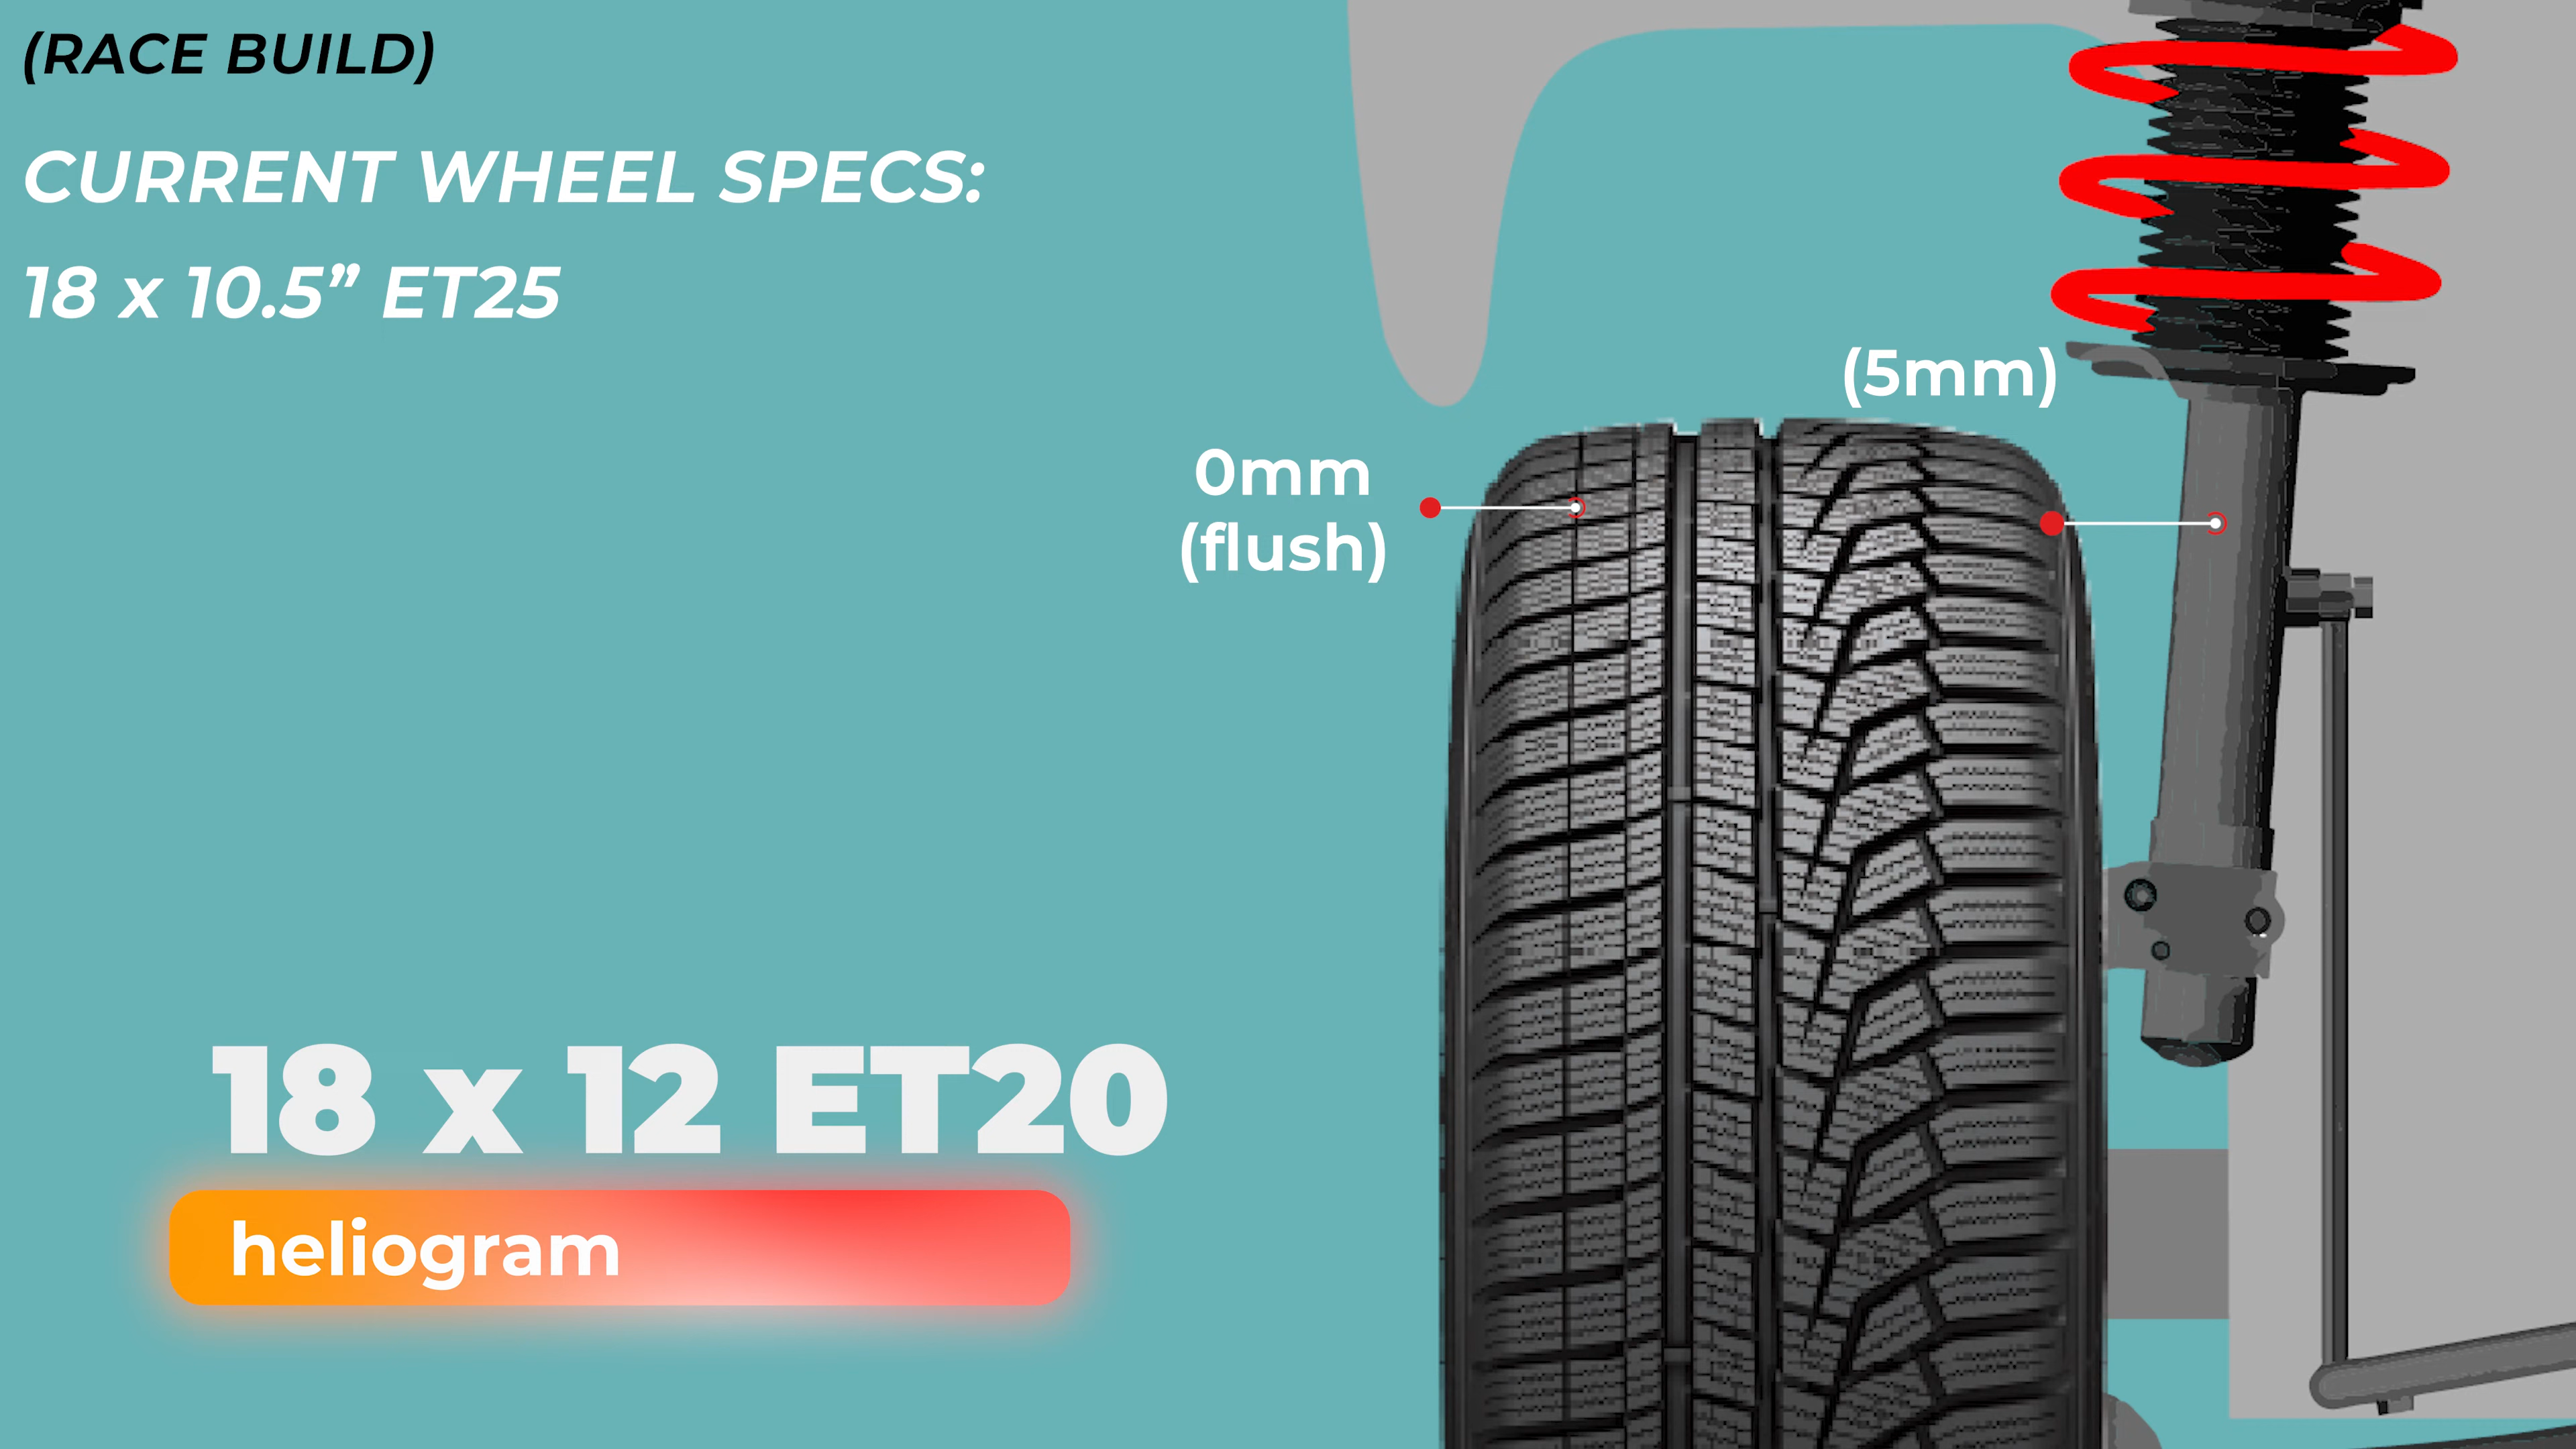 (RACE BUILD)
CURRENT WHEEL SPECS:
18 x 10.5” ET25
(5mm)
0mm
(flush)
18 x 12 ET20
heliogram